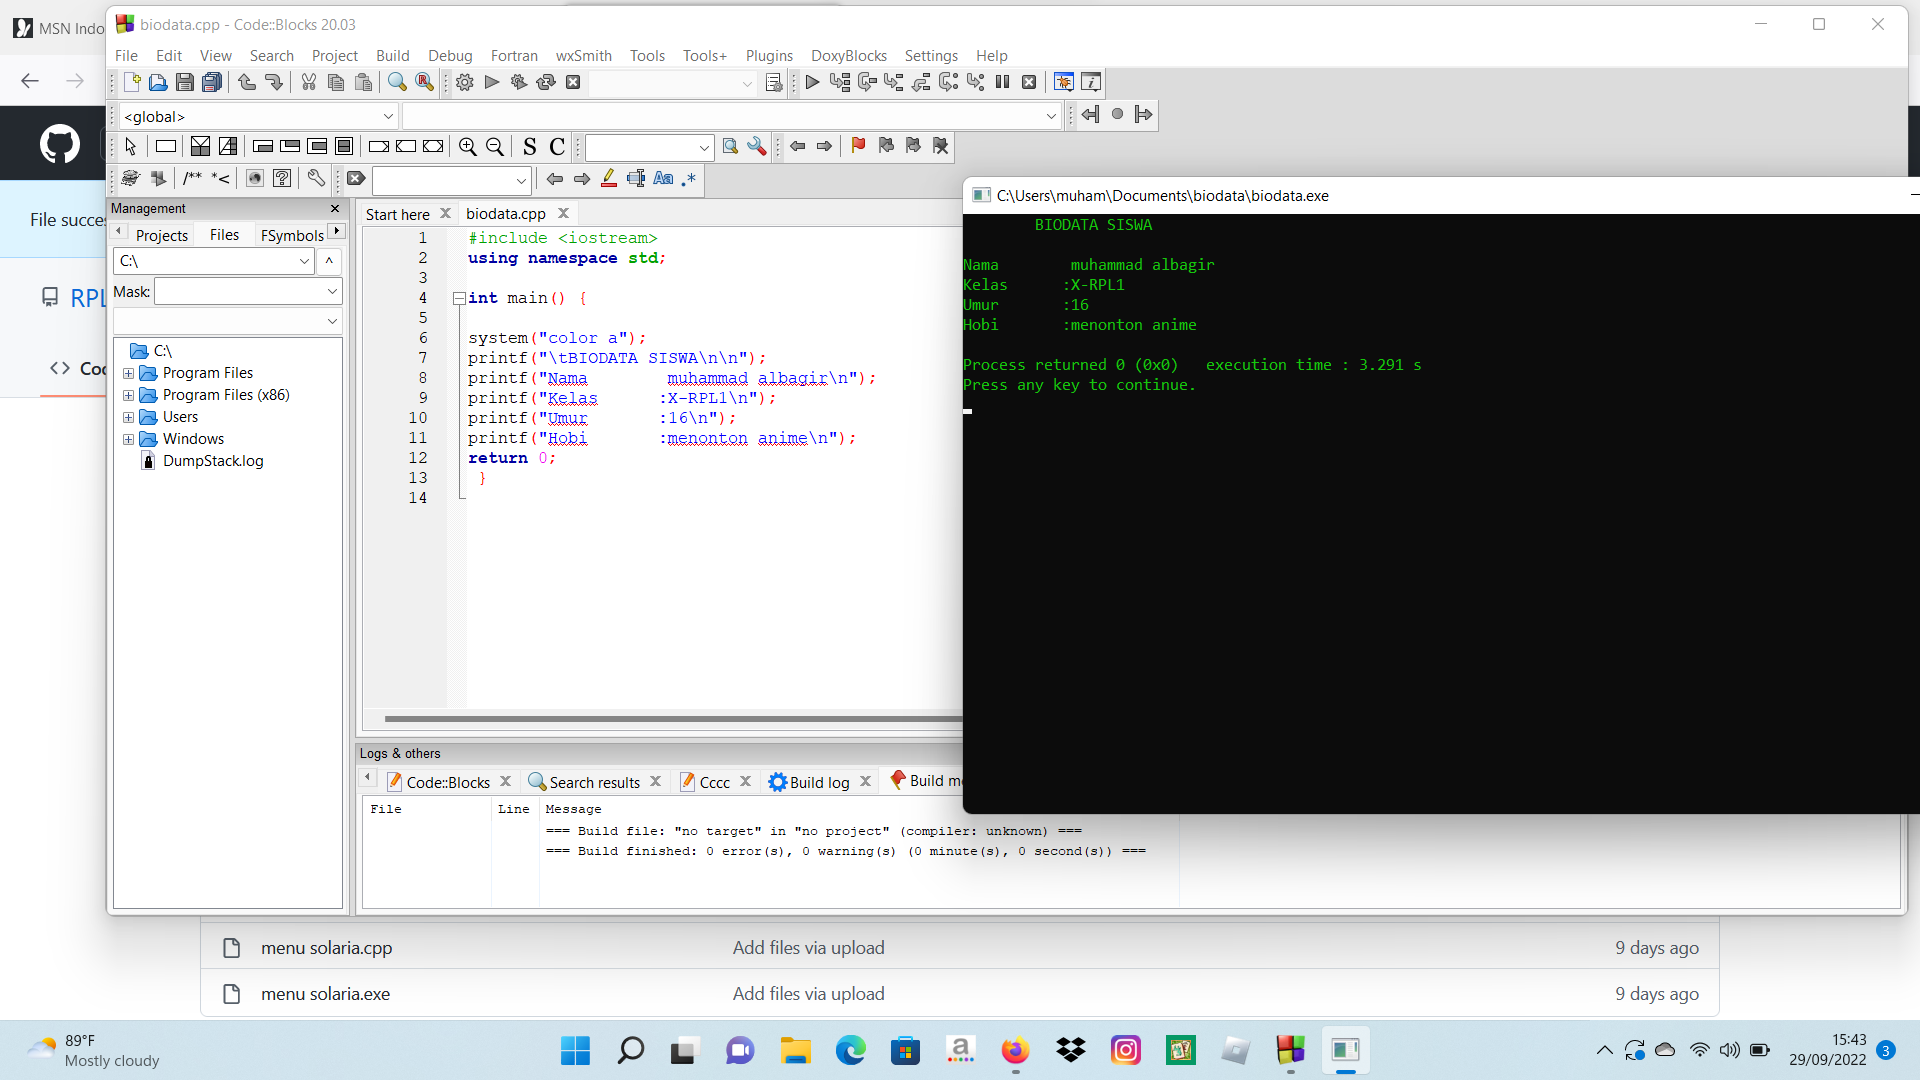 MSN Indo
biodata.cpp - Code::Blocks 20.03
File Edit View Search Project Build Debug Fortran wxSmith Tools Tools+ Plugins DoxyBlocks Settings Help
<global>
S C
/** *<
Aa .*
File succes
RPL
<> Co
Management
Projects Files FSymbols
C:\
Mask:
C:\
Program Files
Program Files (x86)
Users
Windows
DumpStack.log
Start here biodata.cpp
1 #include <iostream>
2 using namespace std;
3
4 int main() {
5
6 system("color a");
7 printf("\tBIODATA SISWA\n\n");
8 printf("Nama        muhammad albagir\n");
9 printf("Kelas      :X-RPL1\n");
10 printf("Umur       :16\n");
11 printf("Hobi       :menonton anime\n");
12 return 0;
13 }
14
C:\Users\muham\Documents\biodata\biodata.exe
BIODATA SISWA
Nama        muhammad albagir
Kelas      :X-RPL1
Umur       :16
Hobi       :menonton anime
Process returned 0 (0x0)   execution time : 3.291 s
Press any key to continue.
Logs & others
Code::Blocks Search results Cccc Build log Build m
File Line Message
=== Build file: "no target" in "no project" (compiler: unknown) ===
=== Build finished: 0 error(s), 0 warning(s) (0 minute(s), 0 second(s)) ===
menu solaria.cpp Add files via upload 9 days ago
menu solaria.exe Add files via upload 9 days ago
89°F
Mostly cloudy
15:43
29/09/2022
3